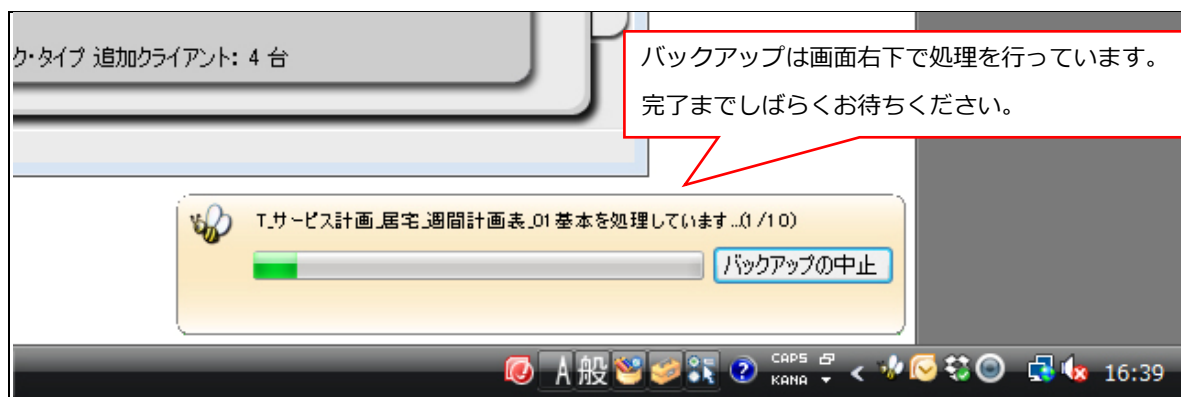 ク・タイプ 追加クライアント: 4 台
バックアップは画面右下で処理を行っています。
完了までしばらくお待ちください。
T_サービス計画_居宅_週間計画表_01基本を処理しています...(1/10)
バックアップの中止
A 般 CAPS KANA 16:39